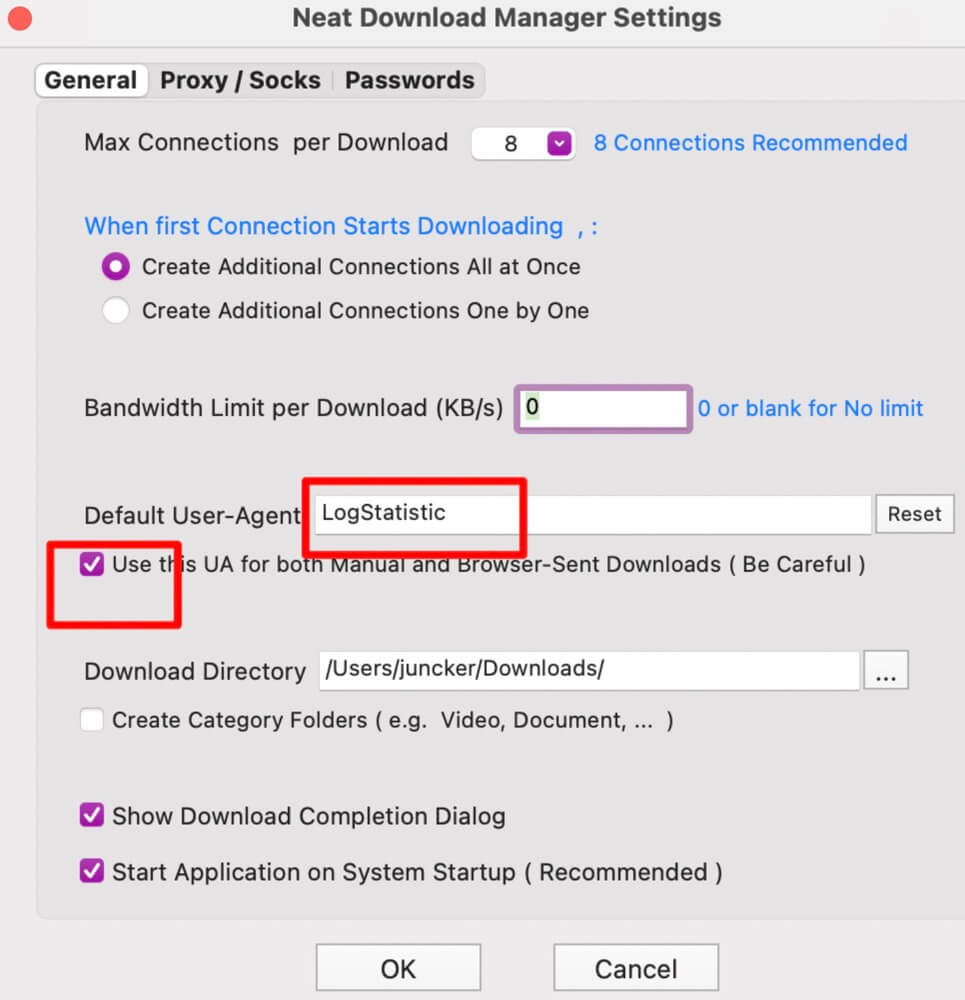 Neat Download Manager Settings
General Proxy / Socks Passwords
Max Connections per Download 8 8 Connections Recommended
When first Connection Starts Downloading , :
Create Additional Connections All at Once
Create Additional Connections One by One
Bandwidth Limit per Download (KB/s) 0 0 or blank for No limit
Default User-Agent LogStatistic Reset
Use this UA for both Manual and Browser-Sent Downloads ( Be Careful )
Download Directory /Users/juncker/Downloads/ ...
Create Category Folders ( e.g. Video, Document, ... )
Show Download Completion Dialog
Start Application on System Startup ( Recommended )
OK Cancel